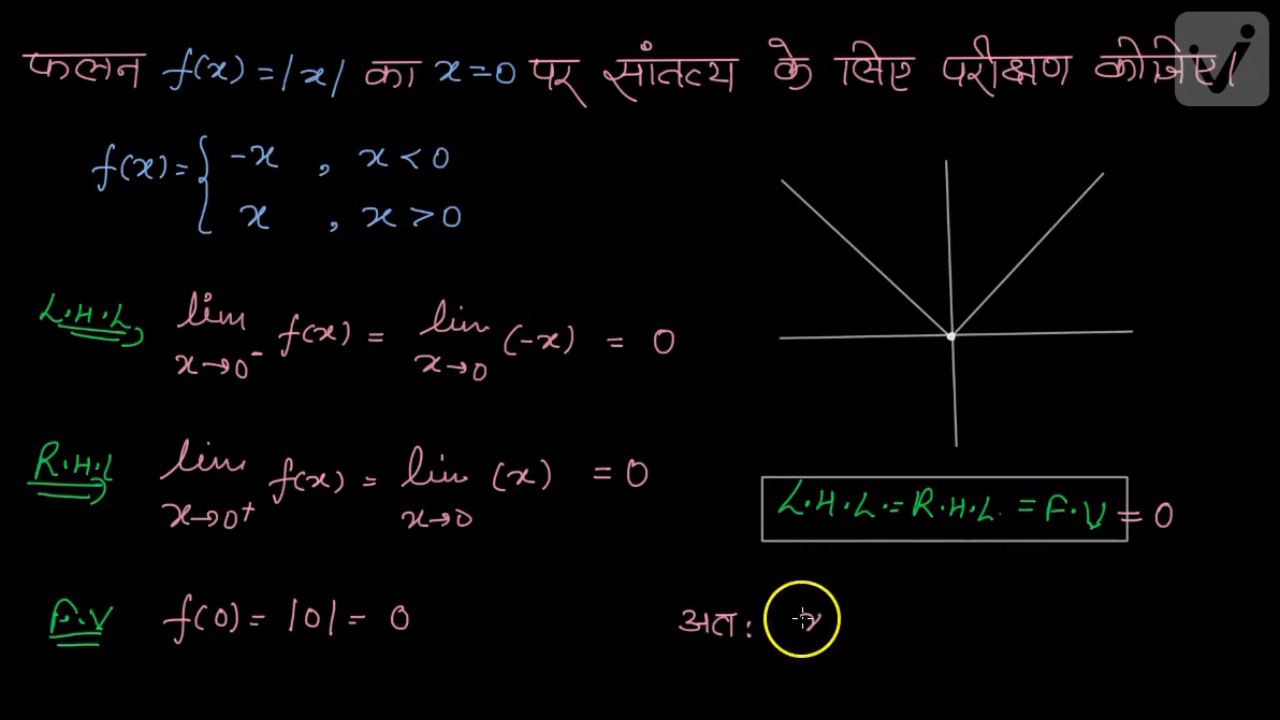 फलन f(x) = |x| का x = 0 पर सांतत्य के लिए परीक्षण कीजिए।
f(x) = { -x , x < 0
x , x > 0
L.H.L lim x→0⁻ f(x) = lim x→0 (-x) = 0
R.H.L lim x→0⁺ f(x) = lim x→0 (x) = 0
L.H.L. = R.H.L. = F.V = 0
F.V f(0) = |0| = 0
अतः x